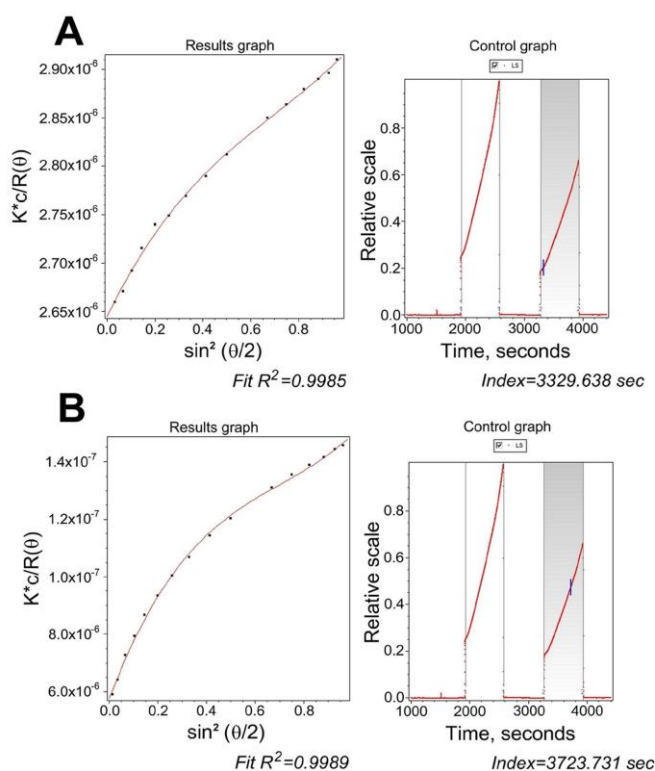 A
Results graph
K*c/R(θ)
2.90x10⁻⁶
2.85x10⁻⁶
2.80x10⁻⁶
2.75x10⁻⁶
2.70x10⁻⁶
2.65x10⁻⁶
0.0 0.2 0.4 0.6 0.8
sin² (θ/2)
Fit R²=0.9985
Control graph
LS
Relative scale
0.8
0.6
0.4
0.2
0.0
1000 2000 3000 4000
Time, seconds
Index=3329.638 sec
B
Results graph
K*c/R(θ)
1.4x10⁻⁷
1.2x10⁻⁷
1.0x10⁻⁷
8.0x10⁻⁶
6.0x10⁻⁶
0.0 0.2 0.4 0.6 0.8
sin² (θ/2)
Fit R²=0.9989
Control graph
LS
Relative scale
0.8
0.6
0.4
0.2
0.0
1000 2000 3000 4000
Time, seconds
Index=3723.731 sec